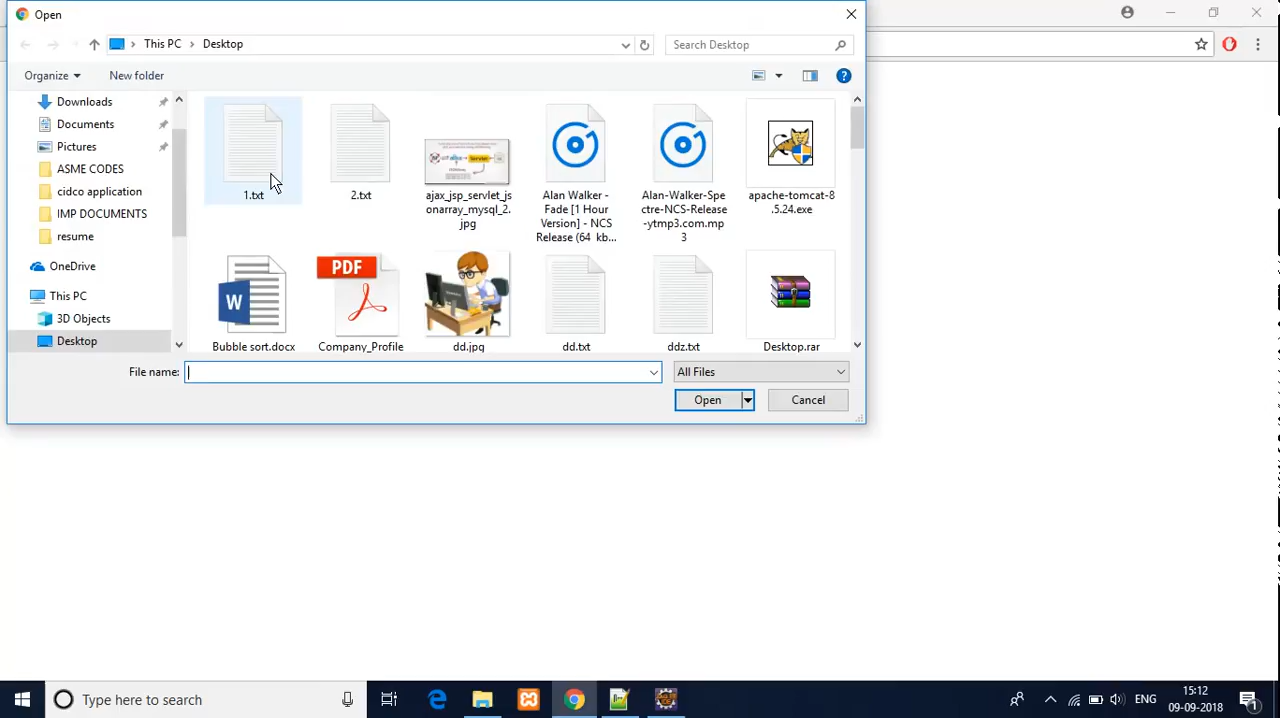 Open
This PC
Desktop
Search Desktop
Organize
New folder
Downloads
Documents
Pictures
ASME CODES
cidco application
IMP DOCUMENTS
resume
OneDrive
This PC
3D Objects
Desktop
1.txt
2.txt
ajax_jsp_servlet_js
onarray_mysql_2.
jpg
Alan Walker -
Fade [1 Hour
Version] - NCS
Release (64 kb...
Alan-Walker-Spe
ctre-NCS-Release
-ytmp3.com.mp
3
apache-tomcat-8
.5.24.exe
W
Bubble sort.docx
PDF
Company_Profile
dd.jpg
dd.txt
ddz.txt
Desktop.rar
File name:
All Files
Open
Cancel
Type here to search
ENG
15:12
09-09-2018
1